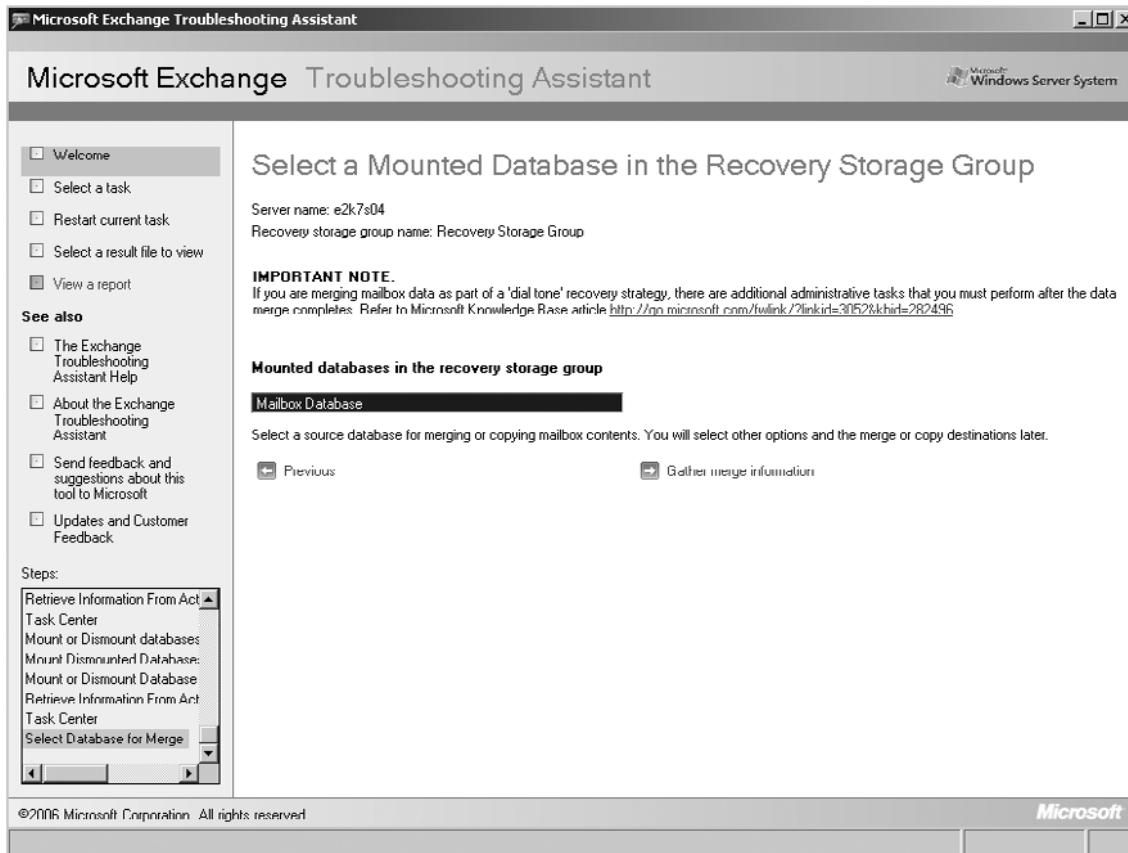 Microsoft Exchange Troubleshooting Assistant
Microsoft Exchange Troubleshooting Assistant
Microsoft
Windows Server System
Welcome
Select a task
Restart current task
Select a result file to view
View a report
See also
The Exchange
Troubleshooting
Assistant Help
About the Exchange
Troubleshooting
Assistant
Send feedback and
suggestions about this
tool to Microsoft
Updates and Customer
Feedback
Steps:
Retrieve Information From Act
Task Center
Mount or Dismount databases
Mount Dismounted Database:
Mount or Dismount Database
Retrieve Information From Act
Task Center
Select Database for Merge
Select a Mounted Database in the Recovery Storage Group
Server name: e2k7s04
Recovery storage group name: Recovery Storage Group
IMPORTANT NOTE.
If you are merging mailbox data as part of a 'dial tone' recovery strategy, there are additional administrative tasks that you must perform after the data
merge completes. Refer to Microsoft Knowledge Base article http://go.microsoft.com/fwlink/?linkid=3052&kbid=282496
Mounted databases in the recovery storage group
Mailbox Database
Select a source database for merging or copying mailbox contents. You will select other options and the merge or copy destinations later.
Previous
Gather merge information
©2006 Microsoft Corporation. All rights reserved.
Microsoft